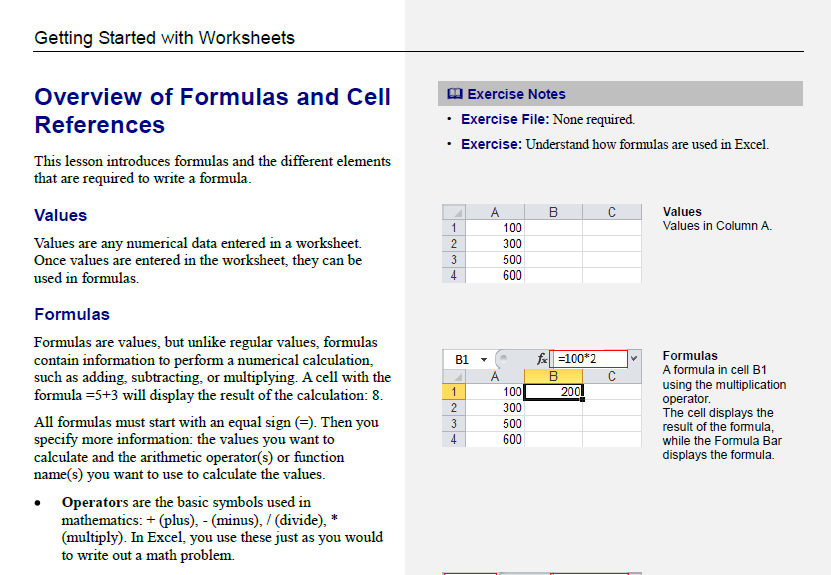 Getting Started with Worksheets
Overview of Formulas and Cell
References
This lesson introduces formulas and the different elements
that are required to write a formula.
Values
Values are any numerical data entered in a worksheet.
Once values are entered in the worksheet, they can be
used in formulas.
Formulas
Formulas are values, but unlike regular values, formulas
contain information to perform a numerical calculation,
such as adding, subtracting, or multiplying. A cell with the
formula =5+3 will display the result of the calculation: 8.
All formulas must start with an equal sign (=). Then you
specify more information: the values you want to
calculate and the arithmetic operator(s) or function
name(s) you want to use to calculate the values.
• Operators are the basic symbols used in
mathematics: + (plus), - (minus), / (divide), *
(multiply). In Excel, you use these just as you would
to write out a math problem.
Exercise Notes
• Exercise File: None required.
• Exercise: Understand how formulas are used in Excel.
A B C
1 100
2 300
3 500
4 600
Values
Values in Column A.
B1 fx =100*2
A B C
1 100 200
2 300
3 500
4 600
Formulas
A formula in cell B1
using the multiplication
operator.
The cell displays the
result of the formula,
while the Formula Bar
displays the formula.